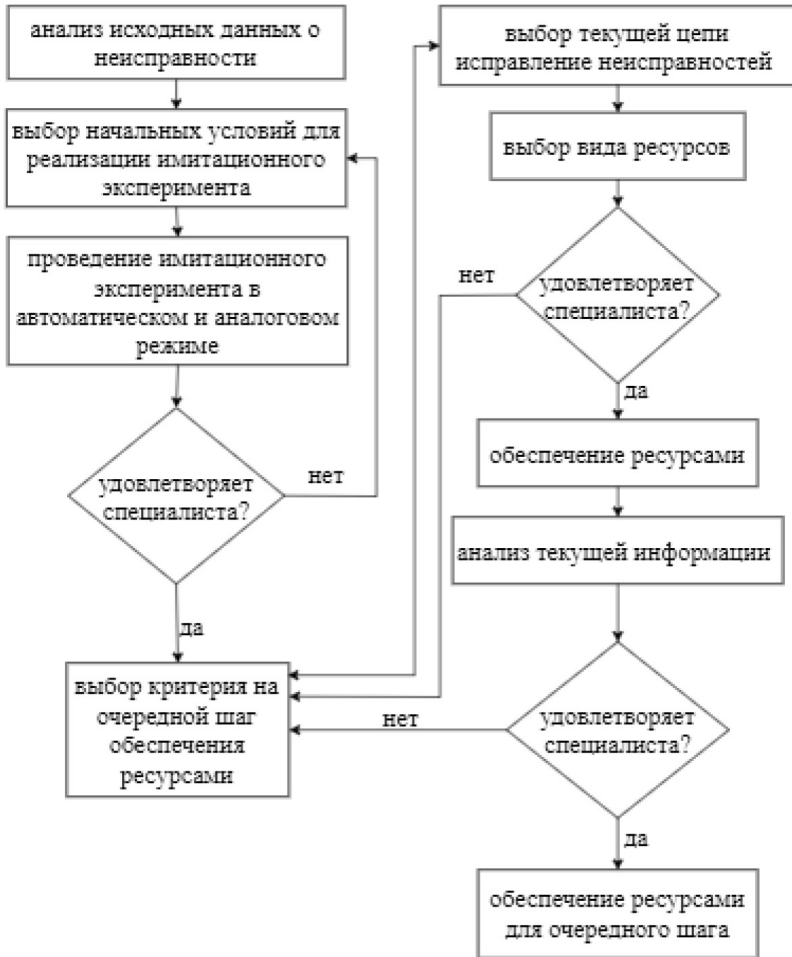 анализ исходных данных о
неисправности
выбор начальных условий для
реализации имитационного
эксперимента
проведение имитационного
эксперимента в
автоматическом и аналоговом
режиме
удовлетворяет
специалиста?
нет
да
выбор критерия на
очередной шаг
обеспечения
ресурсами
выбор текущей цепи
исправление неисправностей
выбор вида ресурсов
удовлетворяет
специалиста?
нет
да
обеспечение ресурсами
анализ текущей информации
удовлетворяет
специалиста?
нет
да
обеспечение ресурсами
для очередного шага